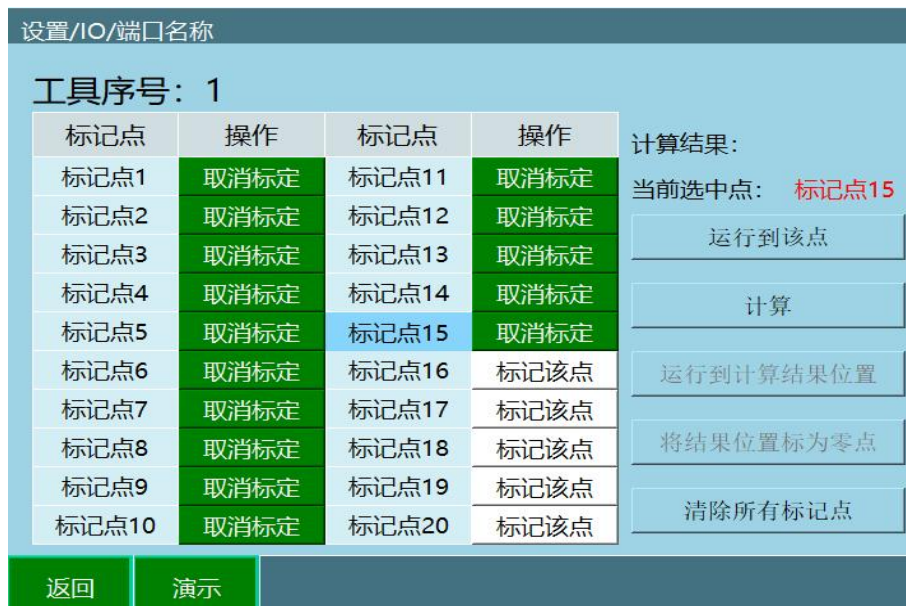 设置/IO/端口名称
工具序号：1
标记点 操作 标记点 操作
标记点1 取消标定 标记点11 取消标定
标记点2 取消标定 标记点12 取消标定
标记点3 取消标定 标记点13 取消标定
标记点4 取消标定 标记点14 取消标定
标记点5 取消标定 标记点15 取消标定
标记点6 取消标定 标记点16 标记该点
标记点7 取消标定 标记点17 标记该点
标记点8 取消标定 标记点18 标记该点
标记点9 取消标定 标记点19 标记该点
标记点10 取消标定 标记点20 标记该点
计算结果：
当前选中点： 标记点15
运行到该点
计算
运行到计算结果位置
将结果位置标为零点
清除所有标记点
返回 演示